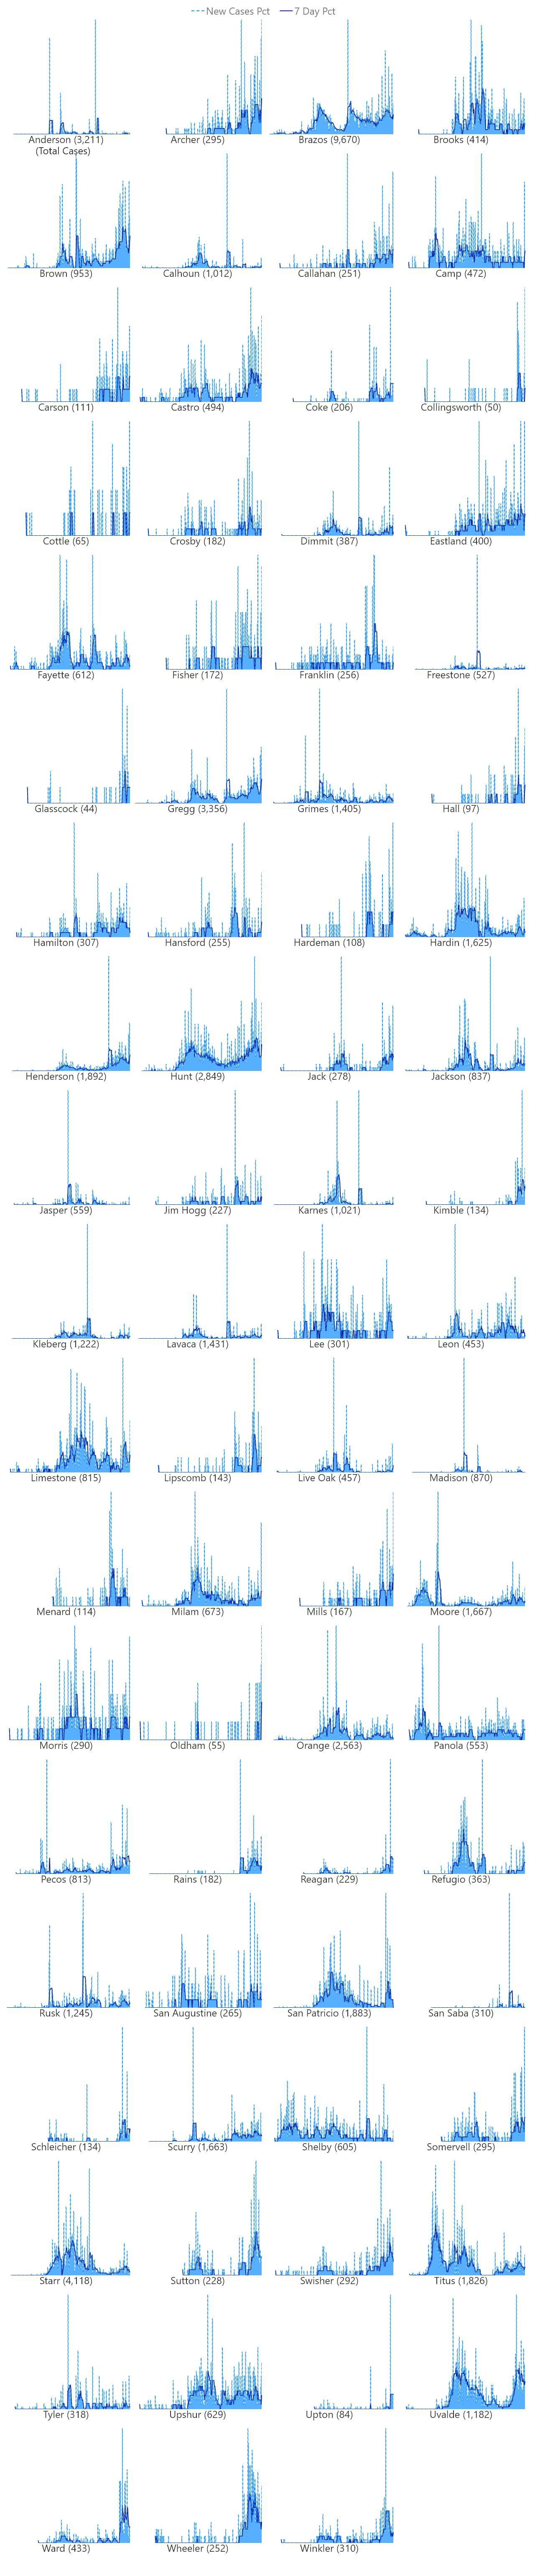 New Cases Pct 7 Day Pct
Anderson (3,211) Archer (295) Brazos (9,670) Brooks (414)
(Total Cases)
Brown (953) Calhoun (1,012) Callahan (251) Camp (472)
Carson (111) Castro (494) Coke (206) Collingsworth (50)
Cottle (65) Crosby (182) Dimmit (387) Eastland (400)
Fayette (612) Fisher (172) Franklin (256) Freestone (527)
Glasscock (44) Gregg (3,356) Grimes (1,405) Hall (97)
Hamilton (307) Hansford (255) Hardeman (108) Hardin (1,625)
Henderson (1,892) Hunt (2,849) Jack (278) Jackson (837)
Jasper (559) Jim Hogg (227) Karnes (1,021) Kimble (134)
Kleberg (1,222) Lavaca (1,431) Lee (301) Leon (453)
Limestone (815) Lipscomb (143) Live Oak (457) Madison (870)
Menard (114) Milam (673) Mills (167) Moore (1,667)
Morris (290) Oldham (55) Orange (2,563) Panola (553)
Pecos (813) Rains (182) Reagan (229) Refugio (363)
Rusk (1,245) San Augustine (265) San Patricio (1,883) San Saba (310)
Schleicher (134) Scurry (1,663) Shelby (605) Somervell (295)
Starr (4,118) Sutton (228) Swisher (292) Titus (1,826)
Tyler (318) Upshur (629) Upton (84) Uvalde (1,182)
Ward (433) Wheeler (252) Winkler (310)